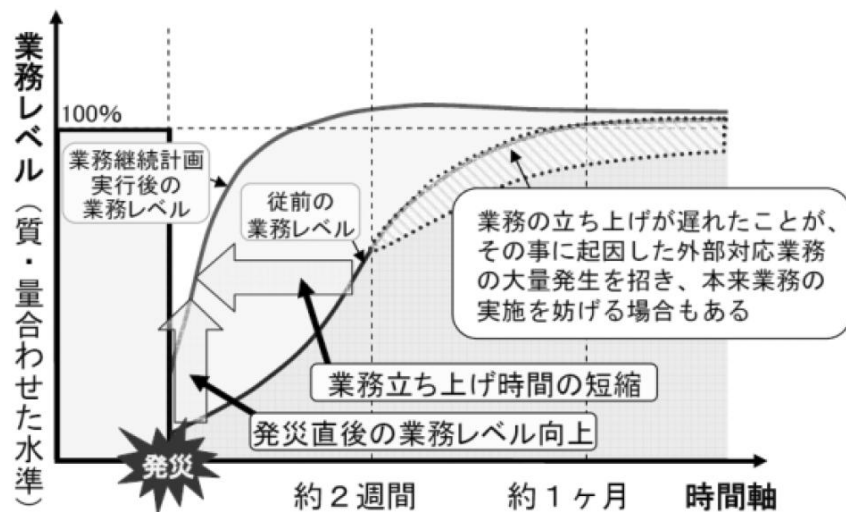 業務レベル（質・量合わせた水準）
100%
業務継続計画
実行後の
業務レベル
従前の
業務レベル
業務の立ち上げが遅れたことが、
その事に起因した外部対応業務
の大量発生を招き、本来業務の
実施を妨げる場合もある
業務立ち上げ時間の短縮
発災直後の業務レベル向上
発災
約２週間
約１ヶ月
時間軸